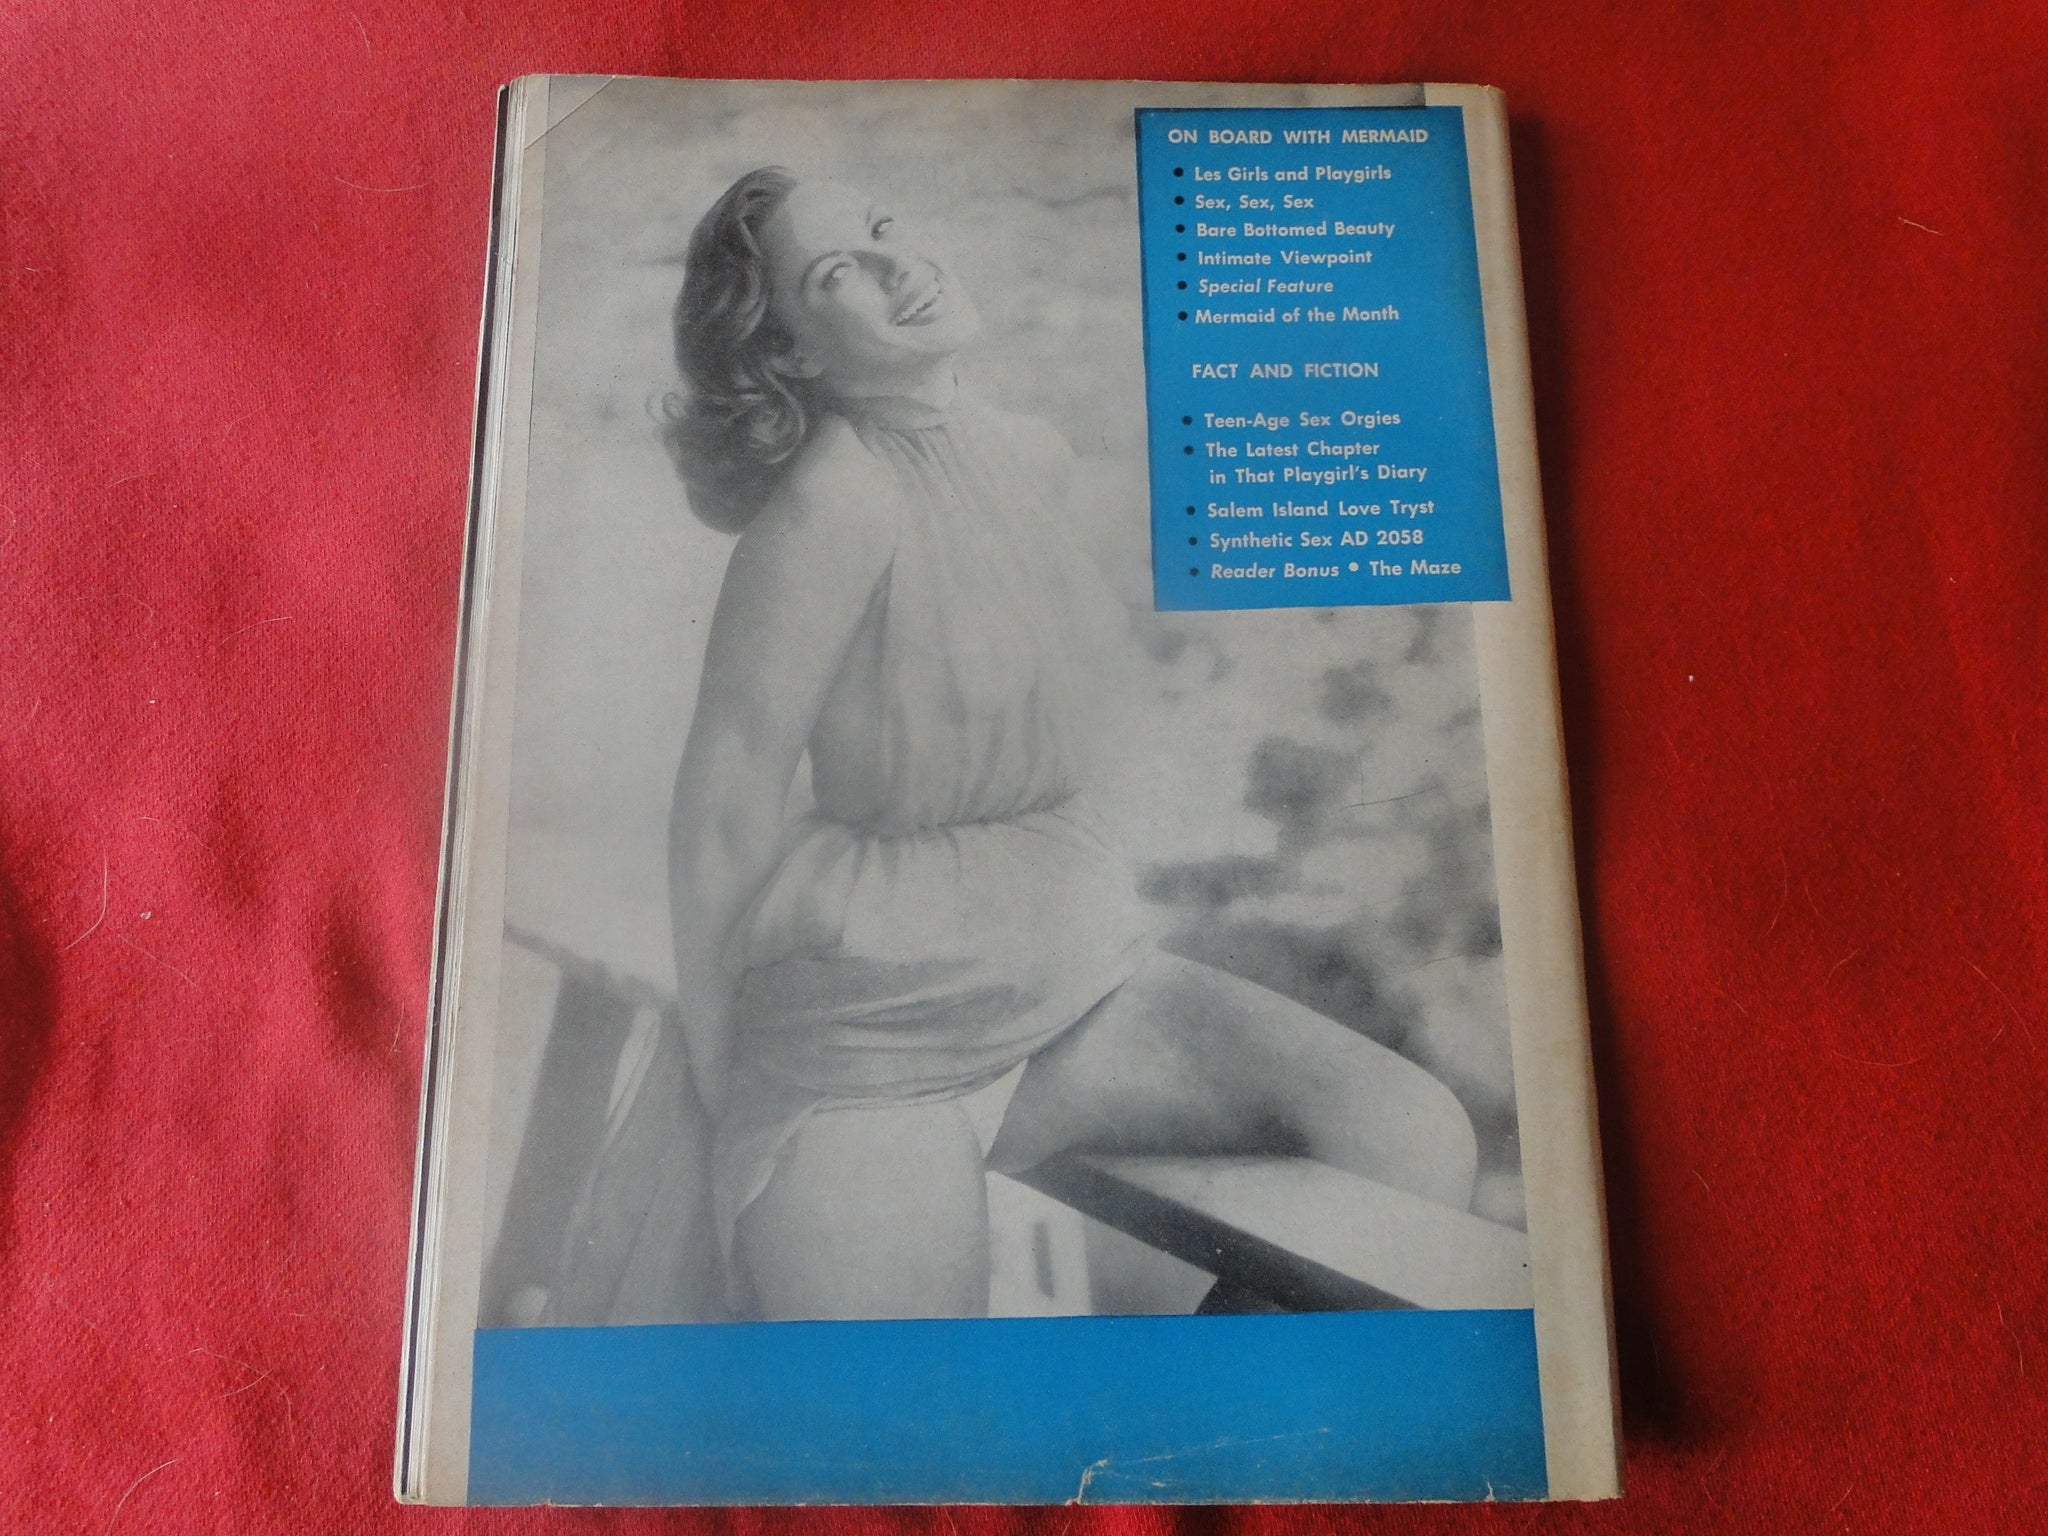 ON BOARD WITH MERMAID
• Les Girls and Playgirls
• Sex, Sex, Sex
• Bare Bottomed Beauty
• Intimate Viewpoint
• Special Feature
• Mermaid of the Month
FACT AND FICTION
• Teen-Age Sex Orgies
• The Latest Chapter
in That Playgirl's Diary
• Salem Island Love Tryst
• Synthetic Sex AD 2058
• Reader Bonus • The Maze